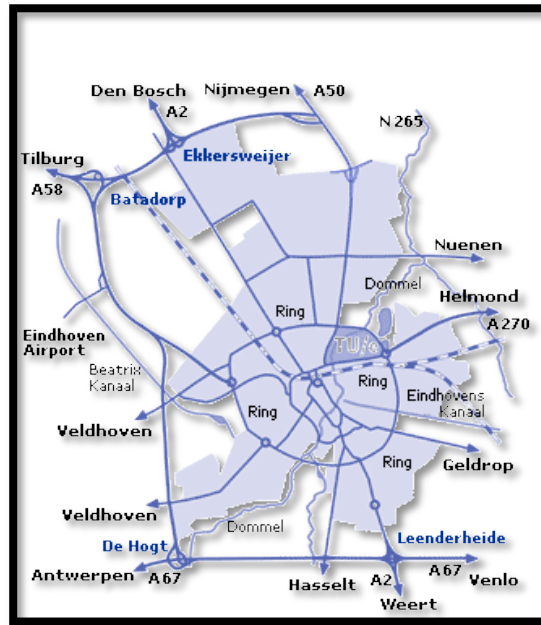 Den Bosch
Nijmegen
A50
A2
N 265
Ekkersweijer
Tilburg
A58
Batadorp
Nuenen
Dommel
Helmond
A 270
Ring
TU/e
Eindhoven
Airport
Beatrix
Kanaal
Ring
Eindhovens
Kanaal
Ring
Veldhoven
Ring
Geldrop
Veldhoven
Dommel
De Hogt
Leenderheide
Antwerpen
A67
Hasselt
A2
A67
Venlo
Weert